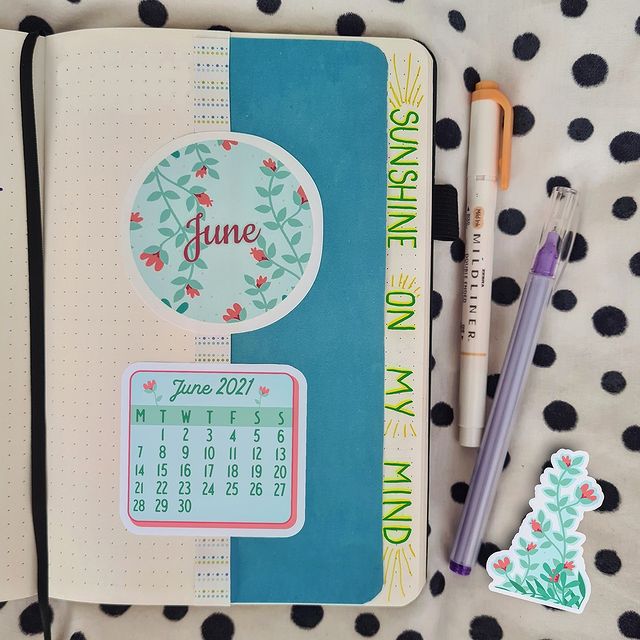 June
June 2021
M T W T F S S
1 2 3 4 5 6
7 8 9 10 11 12 13
14 15 16 17 18 19 20
21 22 23 24 25 26 27
28 29 30
SUNSHINE ON MY MIND
MILDLINER